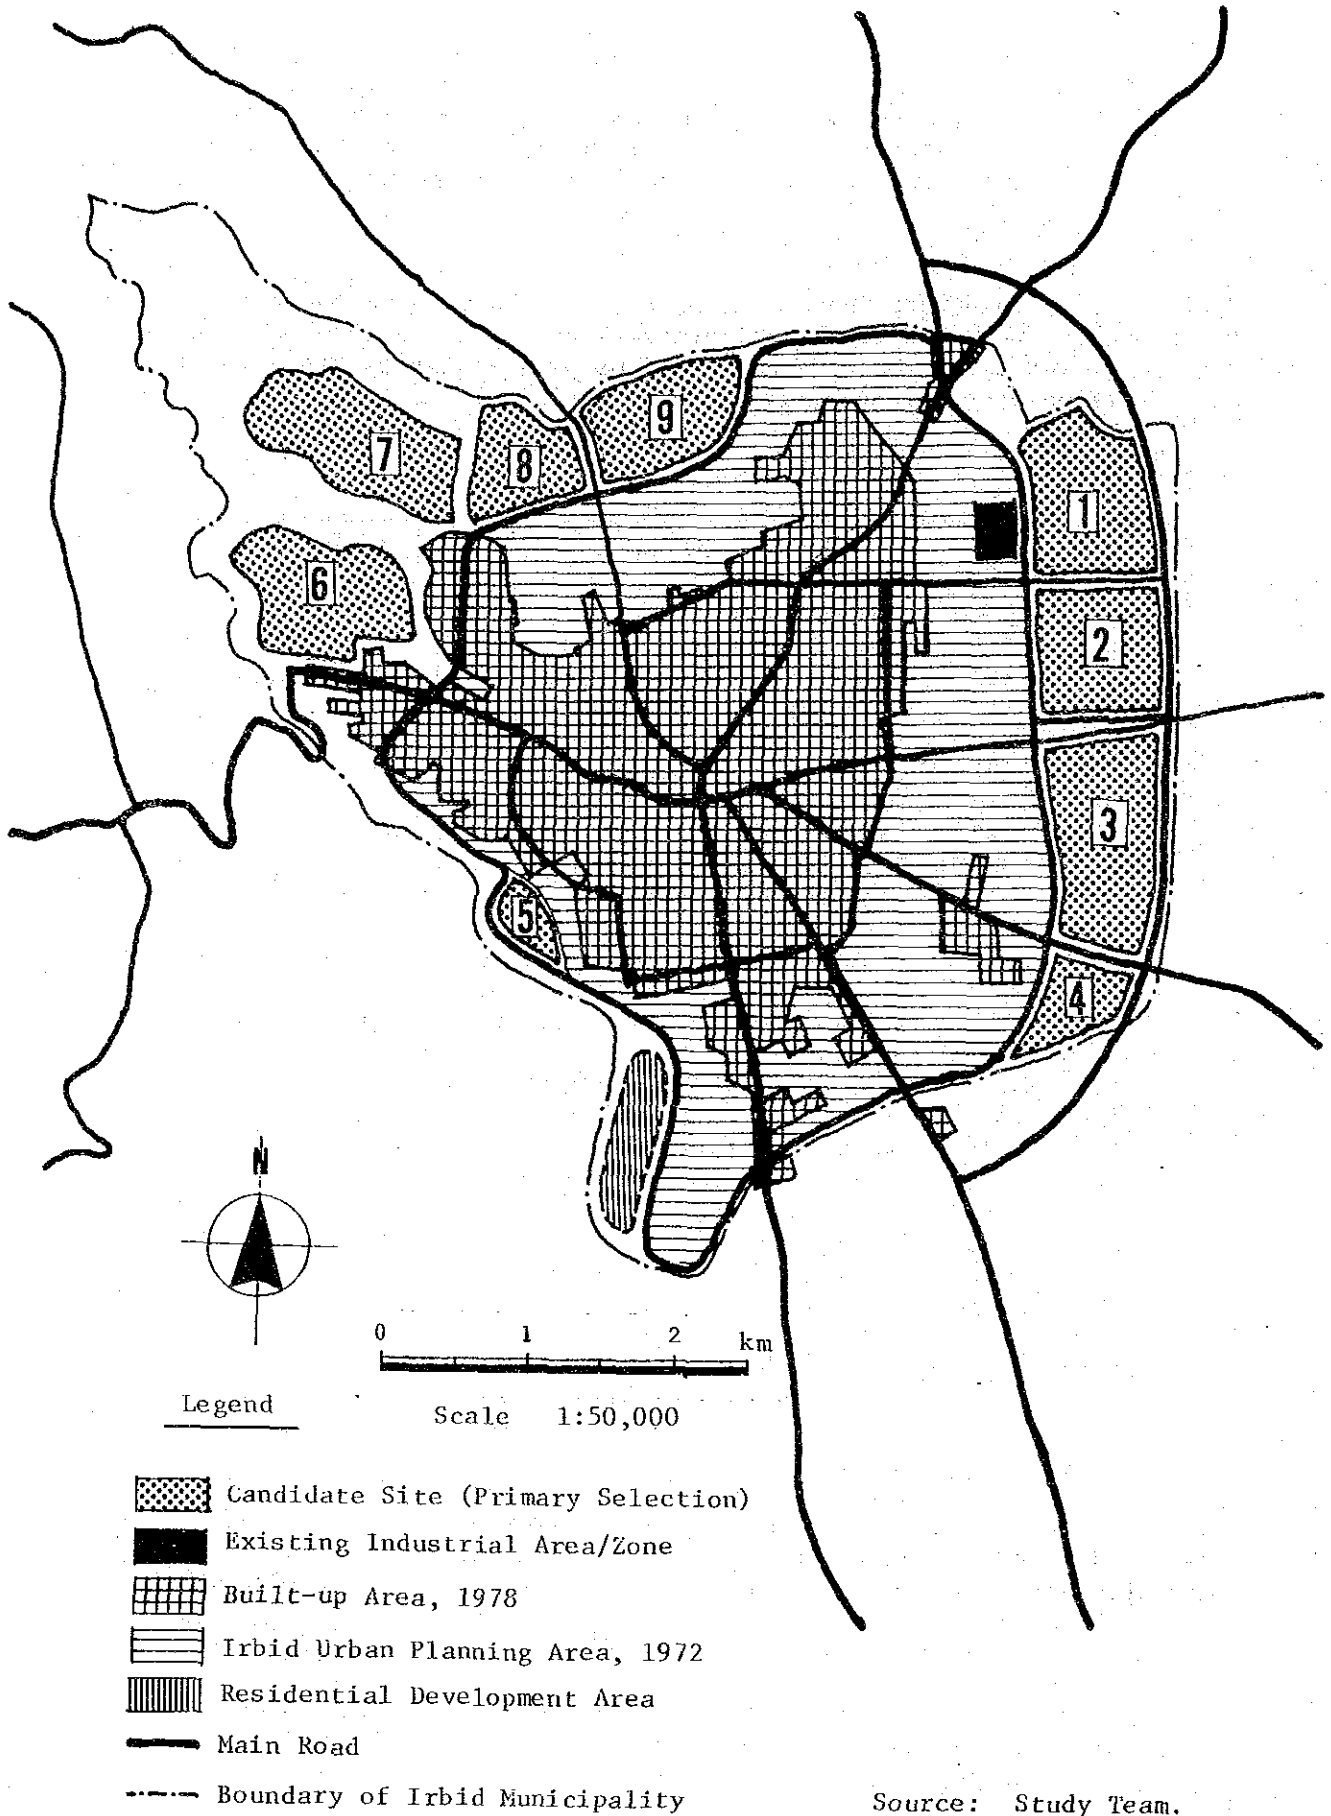 9
7
8
1
6
2
3
5
4
N
0 1 2 km
Legend
Scale 1:50,000
Candidate Site (Primary Selection)
Existing Industrial Area/Zone
Built-up Area, 1978
Irbid Urban Planning Area, 1972
Residential Development Area
Main Road
Boundary of Irbid Municipality
Source: Study Team.